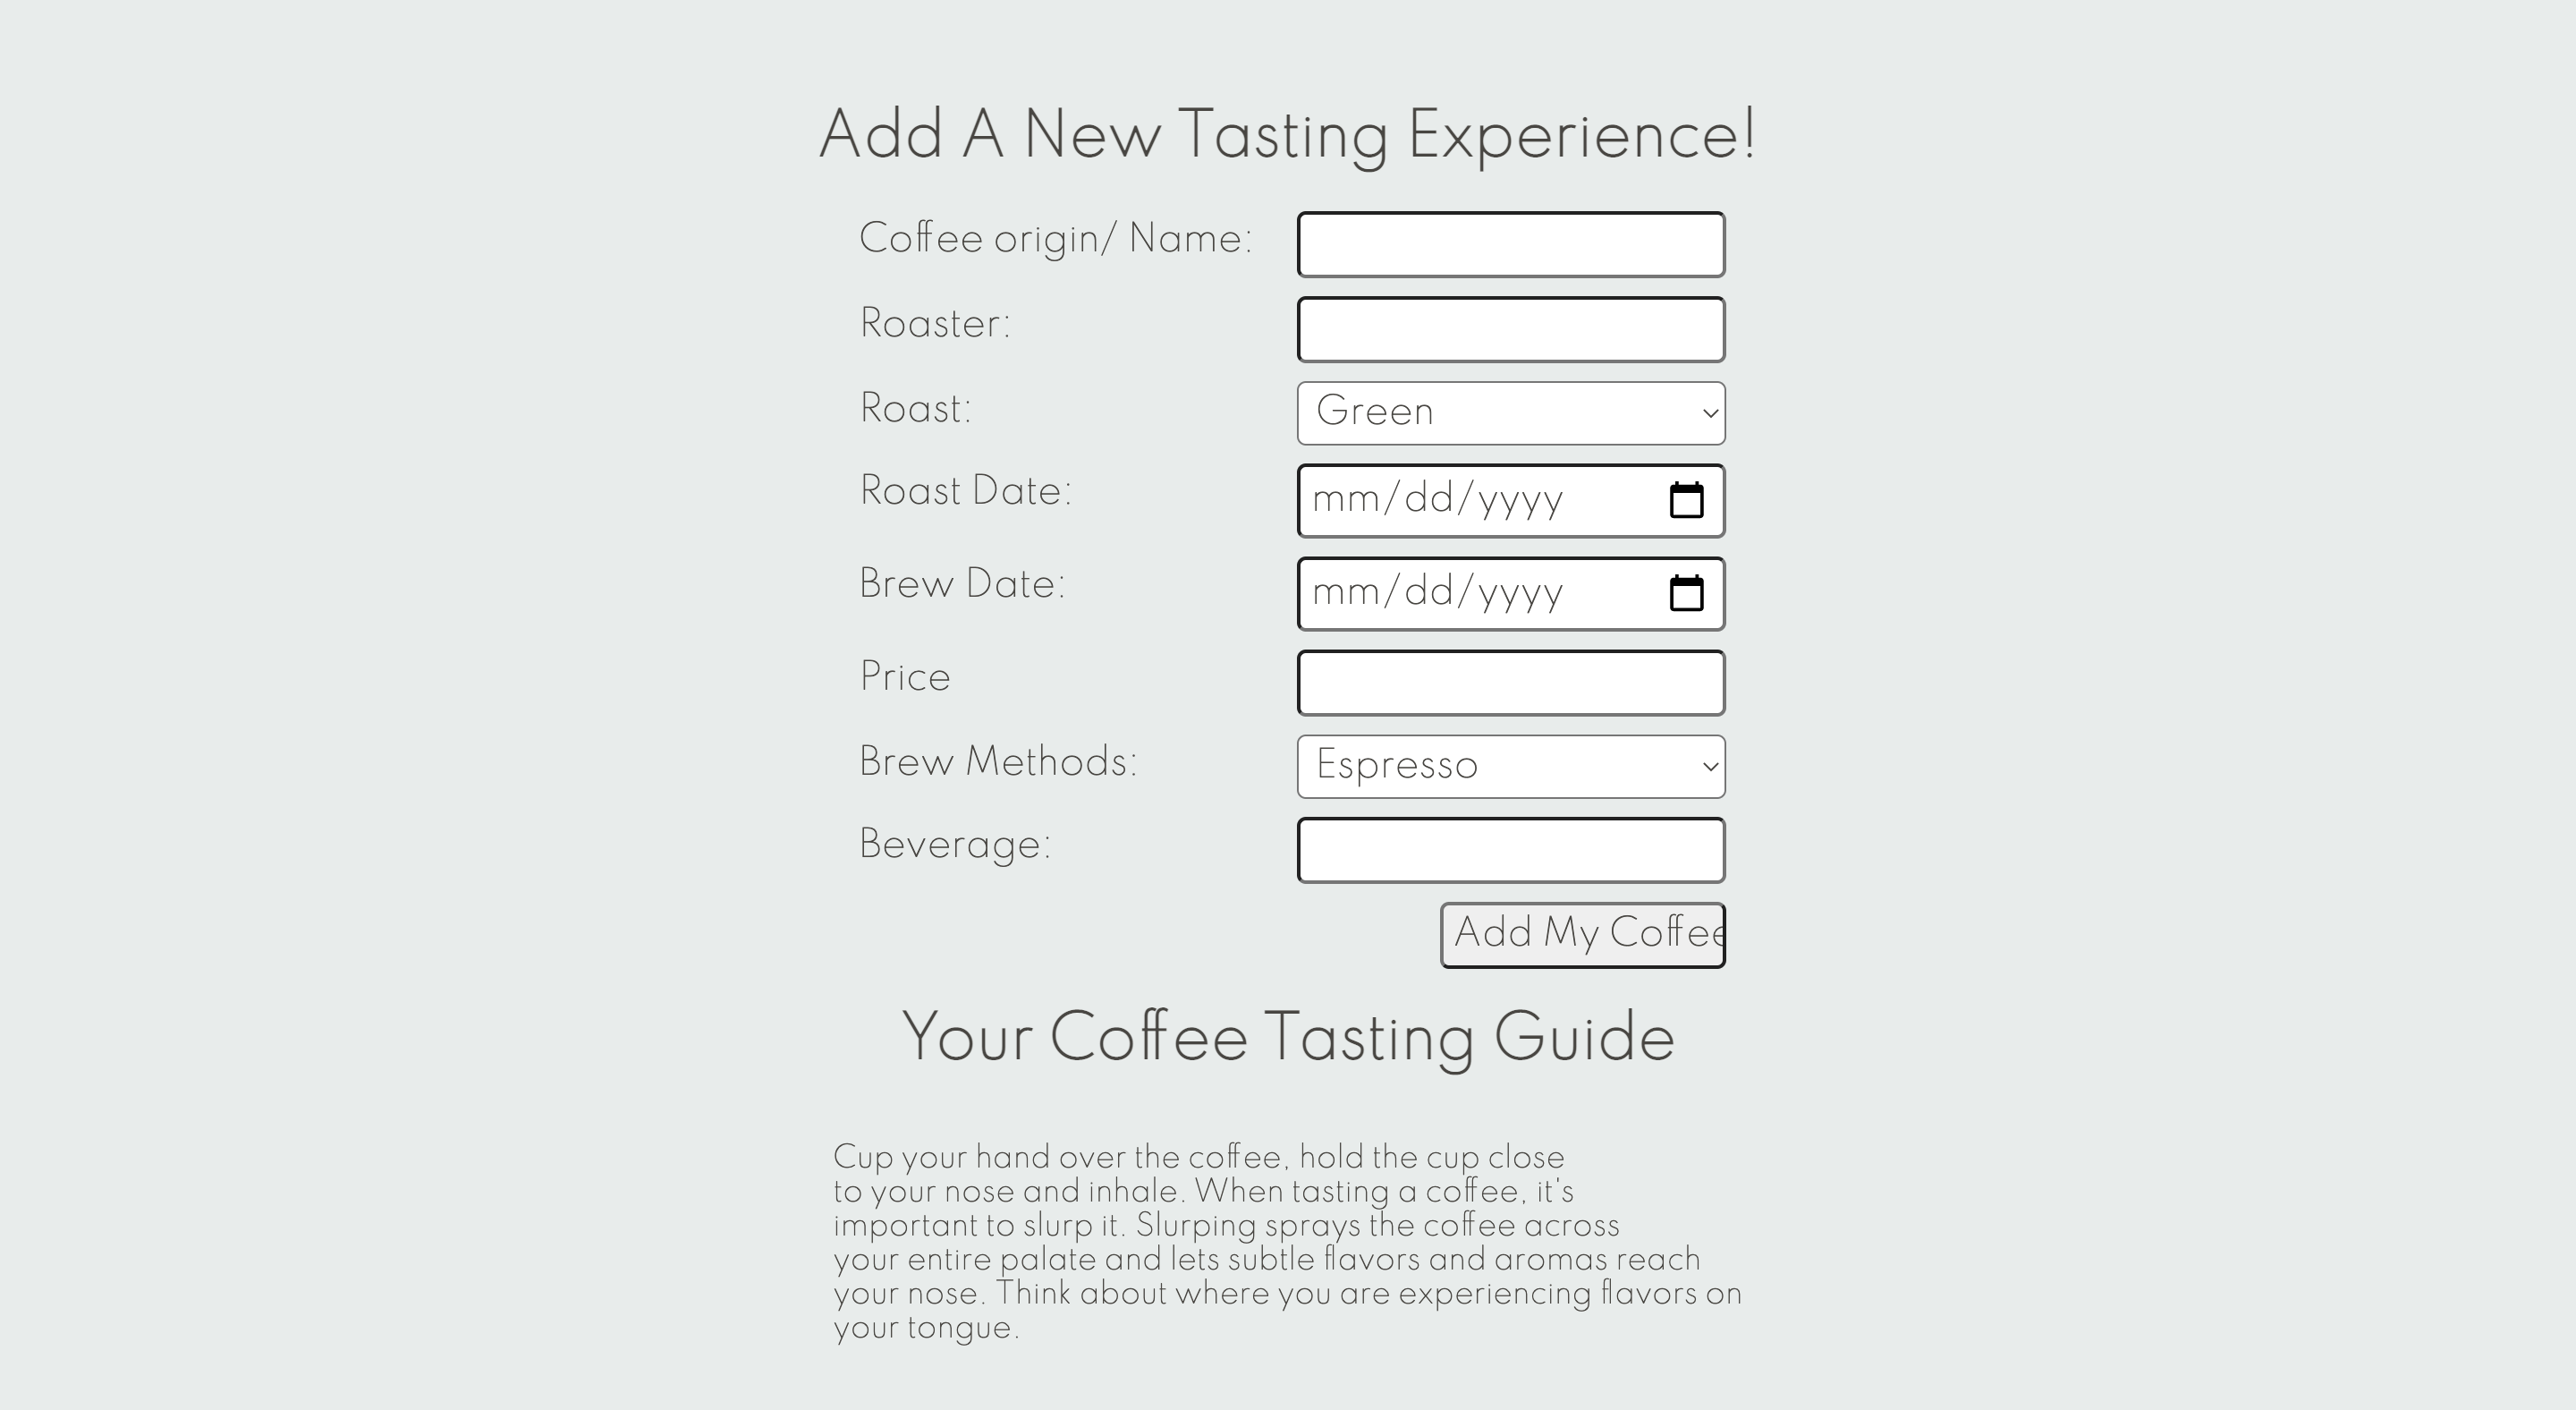 Add A New Tasting Experience!
Coffee origin/ Name:
Roaster:
Roast: Green
Roast Date: mm/dd/yyyy
Brew Date: mm/dd/yyyy
Price
Brew Methods: Espresso
Beverage:
Add My Coffee
Your Coffee Tasting Guide
Cup your hand over the coffee, hold the cup close
to your nose and inhale. When tasting a coffee, it's
important to slurp it. Slurping sprays the coffee across
your entire palate and lets subtle flavors and aromas reach
your nose. Think about where you are experiencing flavors on
your tongue.